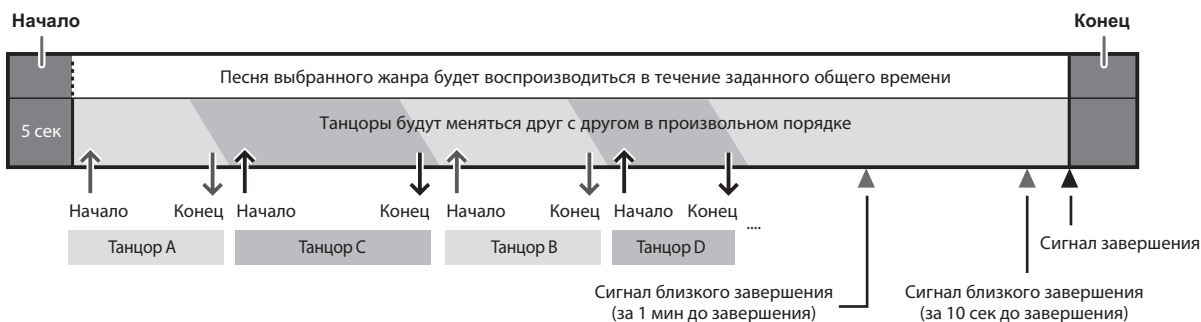 Начало
Конец
Песня выбранного жанра будет воспроизводиться в течение заданного общего времени
5 сек
Танцоры будут меняться друг с другом в произвольном порядке
Начало
Конец
Начало
Конец
Начало
Конец
Начало
Конец
....
Танцор A
Танцор C
Танцор B
Танцор D
Сигнал завершения
Сигнал близкого завершения
(за 1 мин до завершения)
Сигнал близкого завершения
(за 10 сек до завершения)